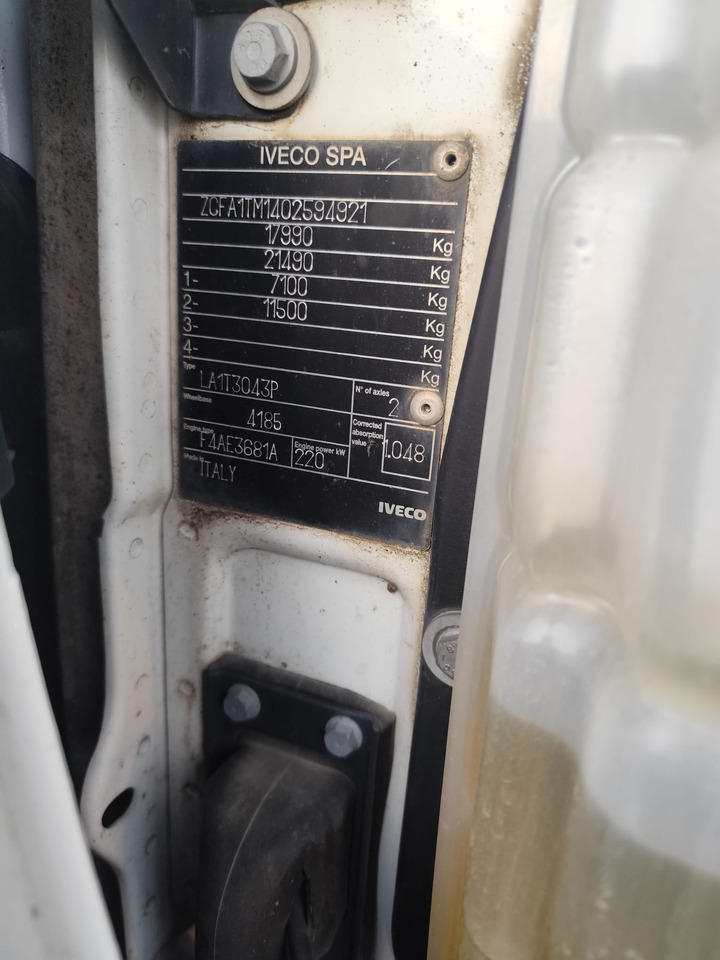 IVECO SPA
ZCFA1TM1402594921
17990 Kg
21490 Kg
1- 7100 Kg
2- 11500 Kg
3- Kg
4- Kg
Type LA1T3043P N° of axles 2
Wheelbase 4185 Corrected absorption value 1.048
Engine type F4AE3681A Engine power kW 220
Made in ITALY
IVECO